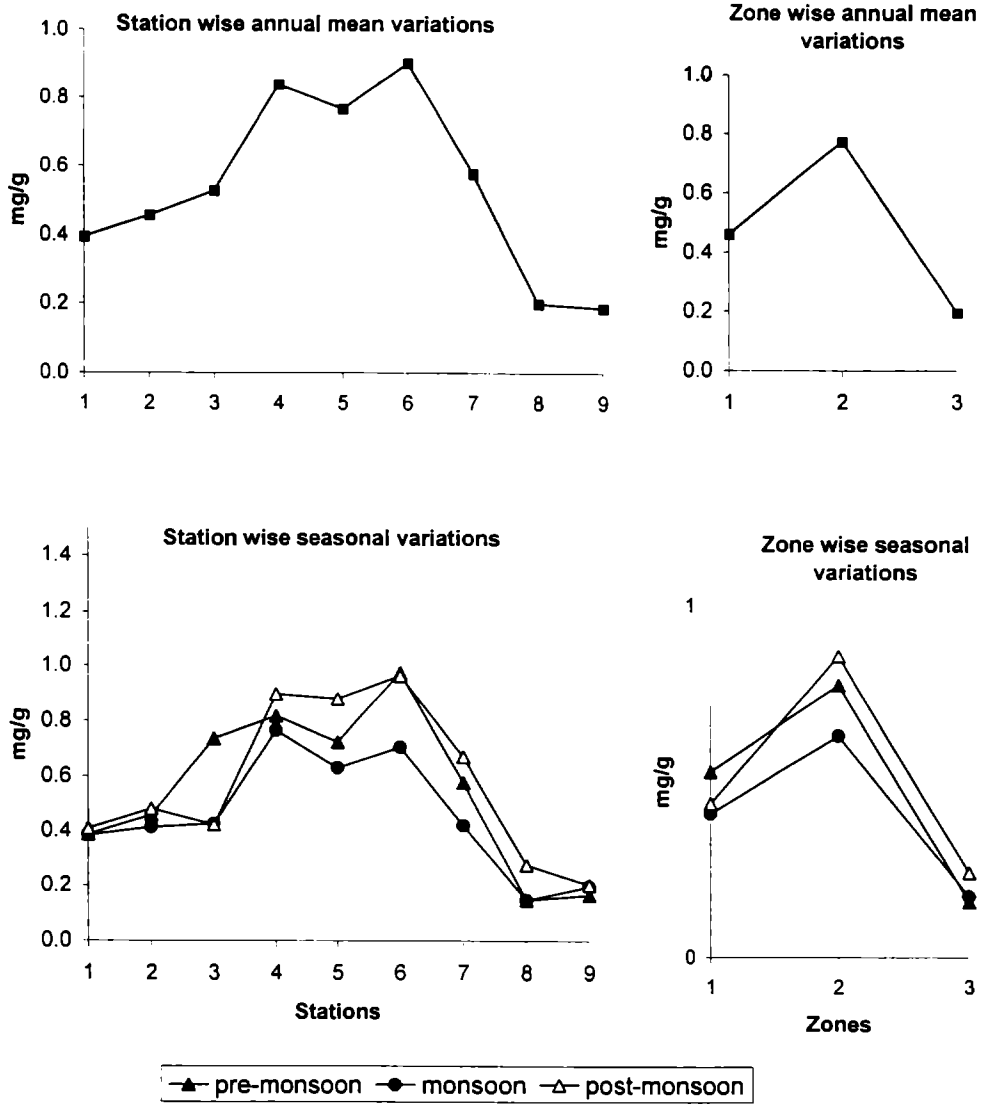 Station wise annual mean variations
1.0
0.8
0.6
0.4
0.2
0.0
mg/g
1 2 3 4 5 6 7 8 9
Zone wise annual mean
variations
1.0
0.8
0.6
0.4
0.2
0.0
mg/g
1 2 3
Station wise seasonal variations
1.4
1.2
1.0
0.8
0.6
0.4
0.2
0.0
mg/g
1 2 3 4 5 6 7 8 9
Stations
Zone wise seasonal
variations
1
0
mg/g
1 2 3
Zones
pre-monsoon monsoon post-monsoon